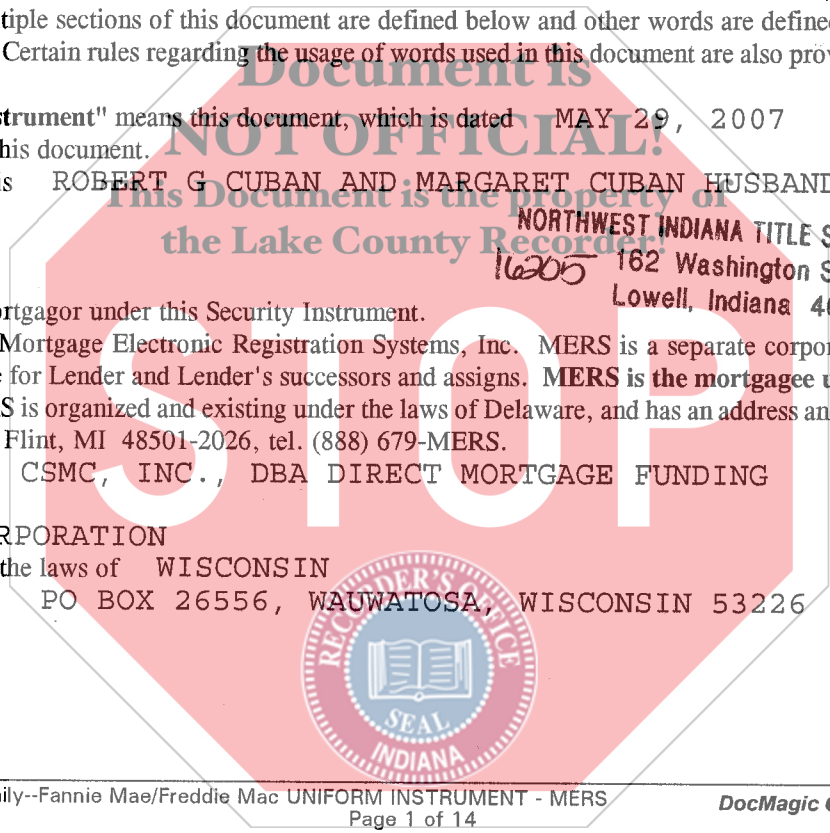 tiple sections of this document are defined below and other words are define
Certain rules regarding the usage of words used in this document are also prov
Document is
strument" means this document, which is dated MAY 29, 2007
NOT OFFICIAL!
his document.
is ROBERT G CUBAN AND MARGARET CUBAN HUSBAND
This Document is the property of
the Lake County Recorder!
NORTHWEST INDIANA TITLE S
16205 162 Washington S
Lowell, Indiana 46
ortgagor under this Security Instrument.
Mortgage Electronic Registration Systems, Inc. MERS is a separate corpor
e for Lender and Lender's successors and assigns. MERS is the mortgagee u
S is organized and existing under the laws of Delaware, and has an address an
Flint, MI 48501-2026, tel. (888) 679-MERS.
STOP
CSMC, INC., DBA DIRECT MORTGAGE FUNDING
RPORATION
the laws of WISCONSIN
PO BOX 26556, WAUWATOSA, WISCONSIN 53226
RECORDER'S OFFICE
SEAL
INDIANA
ily--Fannie Mae/Freddie Mac UNIFORM INSTRUMENT - MERS
DocMagic
Page 1 of 14